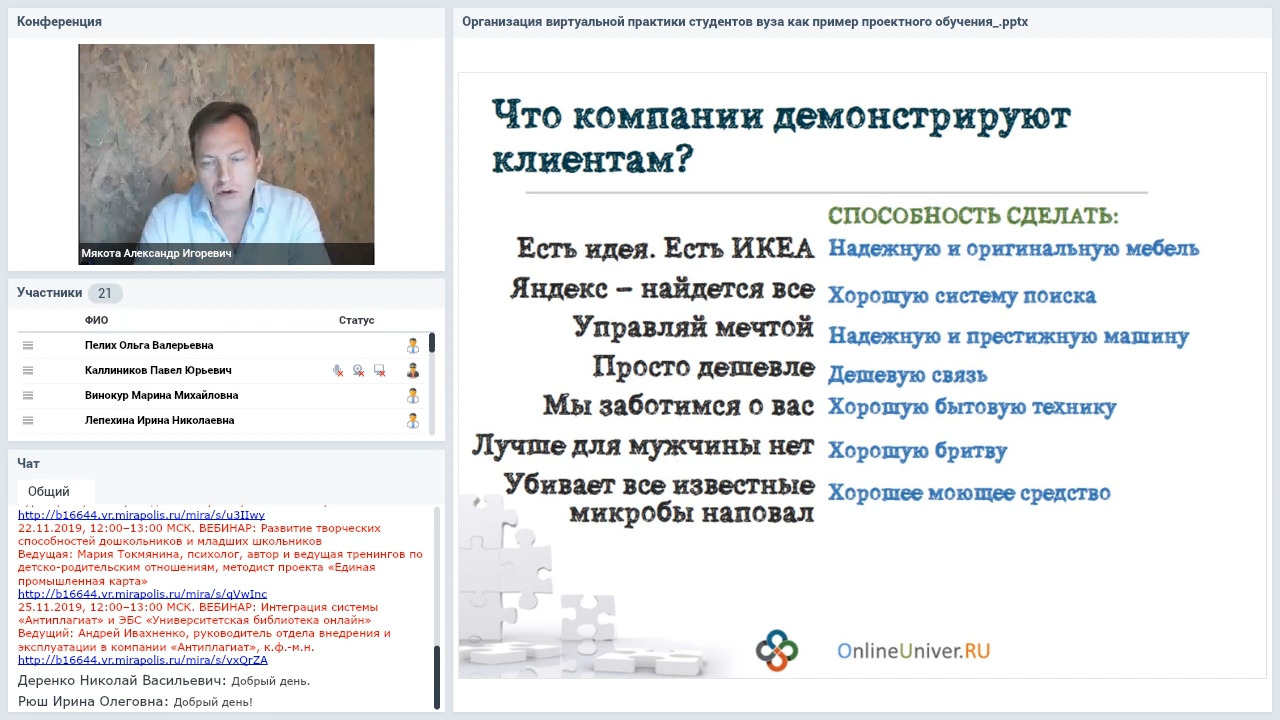 Конференция
Мякота Александр Игоревич
Участники 21
ФИО Статус
Пелих Ольга Валерьевна
Каллиников Павел Юрьевич
Винокур Марина Михайловна
Лепехина Ирина Николаевна
Чат
Общий
http://b16644.vr.mirapolis.ru/mira/s/u3IIwy
22.11.2019, 12:00–13:00 МСК. ВЕБИНАР: Развитие творческих
способностей дошкольников и младших школьников
Ведущая: Мария Токмянина, психолог, автор и ведущая тренингов по
детско-родительским отношениям, методист проекта «Единая
промышленная карта»
http://b16644.vr.mirapolis.ru/mira/s/qVwInc
25.11.2019, 12:00–13:00 МСК. ВЕБИНАР: Интеграция системы
«Антиплагиат» и ЭБС «Университетская библиотека онлайн»
Ведущий: Андрей Ивахненко, руководитель отдела внедрения и
эксплуатации в компании «Антиплагиат», к.ф.-м.н.
http://b16644.vr.mirapolis.ru/mira/s/vxQrZA
Деренко Николай Васильевич: Добрый день.
Рюш Ирина Олеговна: Добрый день!
Организация виртуальной практики студентов вуза как пример проектного обучения_.pptx
Что компании демонстрируют
клиентам?
СПОСОБНОСТЬ СДЕЛАТЬ:
Есть идея. Есть ИКЕА Надежную и оригинальную мебель
Яндекс – найдется все Хорошую систему поиска
Управляй мечтой Надежную и престижную машину
Просто дешевле Дешевую связь
Мы заботимся о вас Хорошую бытовую технику
Лучше для мужчины нет Хорошую бритву
Убивает все известные Хорошее моющее средство
микробы наповал
OnlineUniver.RU